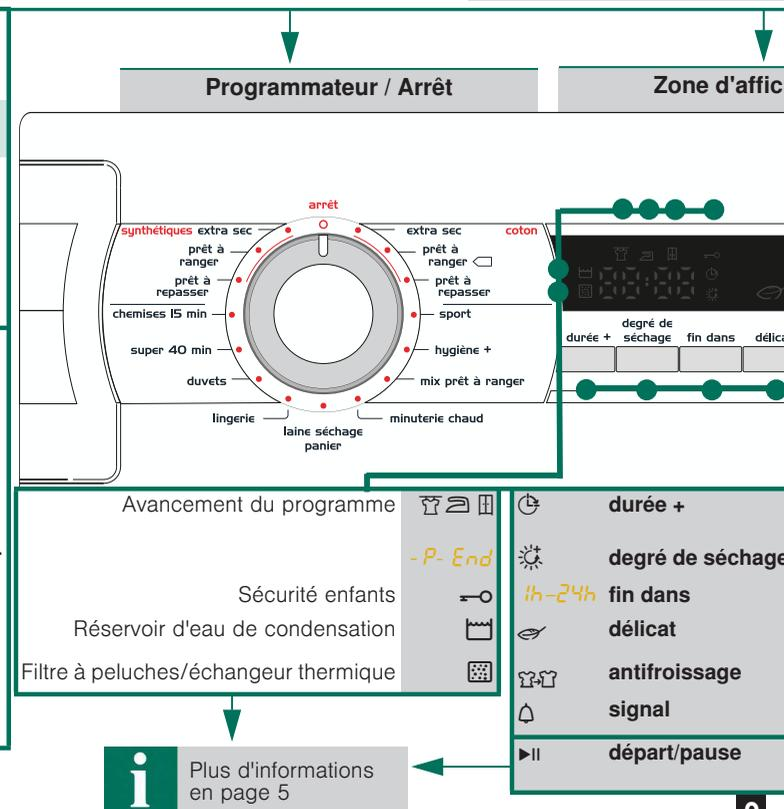 Programmateur / Arrêt
Zone d'affic
arrêt
synthétiques extra sec
prêt à
ranger
prêt à
repasser
chemises 15 min
super 40 min
duvets
lingerie
laine séchage
panier
extra sec
coton
prêt à
ranger
prêt à
repasser
sport
hygiène +
mix prêt à ranger
minuterie chaud
88:88
durée +
degré de
séchage
fin dans
délica
Avancement du programme
-P- End
Sécurité enfants
Réservoir d'eau de condensation
Filtre à peluches/échangeur thermique
durée +
degré de séchage
1h-24h fin dans
délicat
antifroissage
signal
départ/pause
i
Plus d'informations
en page 5